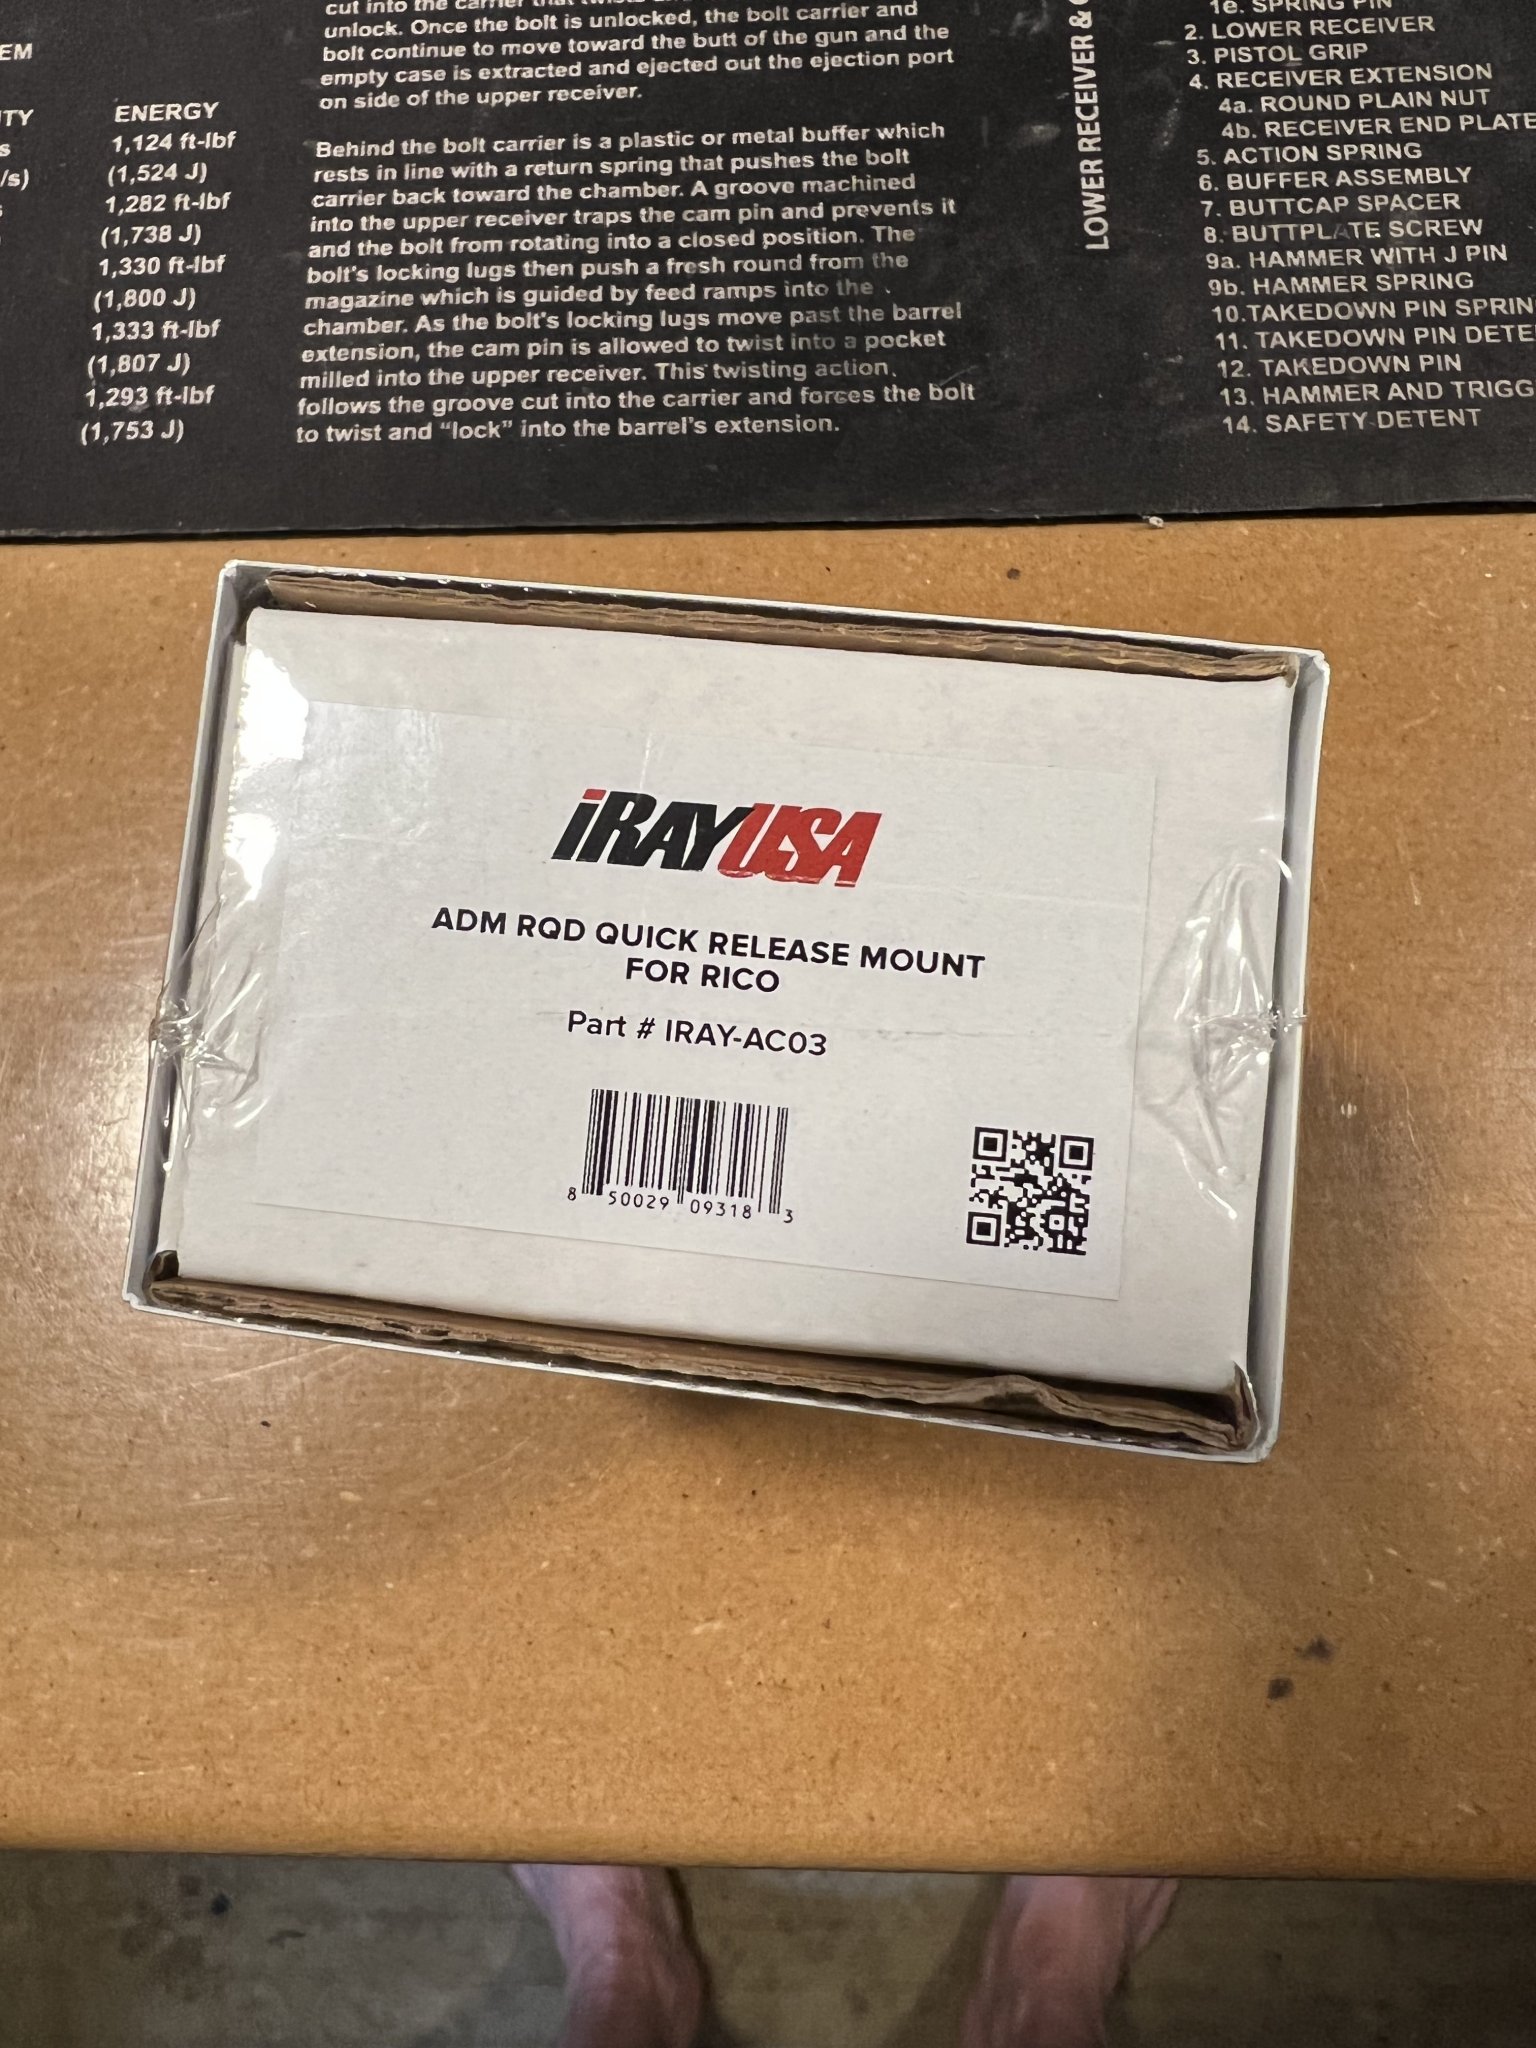 EM
TY
s
/s)
ENERGY
1,124 ft-lbf
(1,524 J)
1,282 ft-lbf
(1,738 J)
1,330 ft-lbf
(1,800 J)
1,333 ft-lbf
(1,807 J)
1,293 ft-lbf
(1,753 J)
cut into the carrier that
unlock. Once the bolt is unlocked, the bolt carrier and
bolt continue to move toward the butt of the gun and the
empty case is extracted and ejected out the ejection port
on side of the upper receiver.
Behind the bolt carrier is a plastic or metal buffer which
rests in line with a return spring that pushes the bolt
carrier back toward the chamber. A groove machined
into the upper receiver traps the cam pin and prevents it
and the bolt from rotating into a closed position. The
bolt's locking lugs then push a fresh round from the
magazine which is guided by feed ramps into the
chamber. As the bolt's locking lugs move past the barrel
extension, the cam pin is allowed to twist into a pocket
milled into the upper receiver. This twisting action
follows the groove cut into the carrier and forces the bolt
to twist and “lock” into the barrel's extension.
LOWER RECEIVER &
1e. SPRING PIN
2. LOWER RECEIVER
3. PISTOL GRIP
4. RECEIVER EXTENSION
4a. ROUND PLAIN NUT
4b. RECEIVER END PLATE
5. ACTION SPRING
6. BUFFER ASSEMBLY
7. BUTTCAP SPACER
8. BUTTPLATE SCREW
9a. HAMMER WITH J PIN
9b. HAMMER SPRING
10.TAKEDOWN PIN SPRIN
11. TAKEDOWN PIN DETE
12. TAKEDOWN PIN
13. HAMMER AND TRIGG
14. SAFETY DETENT
iRAYUSA
ADM RQD QUICK RELEASE MOUNT
FOR RICO
Part # IRAY-AC03
8 50029 09318 3